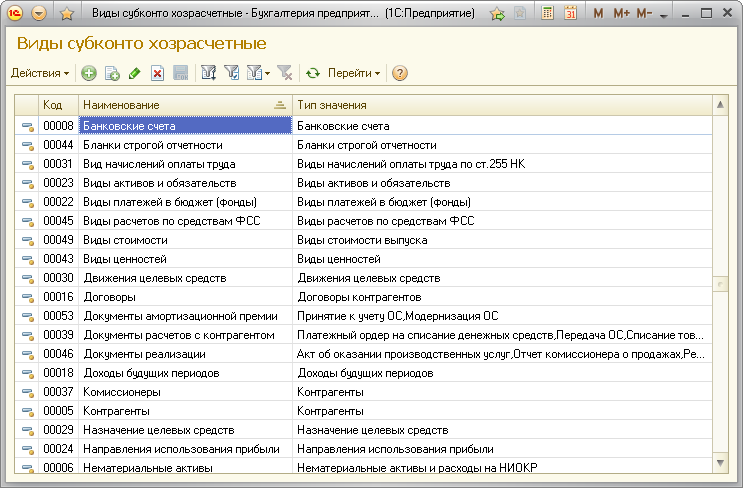 Виды субконто хозрасчетные - Бухгалтерия предприят... (1С:Предприятие) M M+ M-
Виды субконто хозрасчетные
Действия Перейти
Код Наименование Тип значения
00008 Банковские счета Банковские счета
00044 Бланки строгой отчетности Бланки строгой отчетности
00031 Вид начислений оплаты труда Виды начислений оплаты труда по ст.255 НК
00023 Виды активов и обязательств Виды активов и обязательств
00022 Виды платежей в бюджет (фонды) Виды платежей в бюджет (фонды)
00045 Виды расчетов по средствам ФСС Виды расчетов по средствам ФСС
00049 Виды стоимости Виды стоимости выпуска
00043 Виды ценностей Виды ценностей
00030 Движения целевых средств Движения целевых средств
00016 Договоры Договоры контрагентов
00053 Документы амортизационной премии Принятие к учету ОС,Модернизация ОС
00039 Документы расчетов с контрагентом Платежный ордер на списание денежных средств,Передача ОС,Списание тов...
00046 Документы реализации Акт об оказании производственных услуг,Отчет комиссионера о продажах,Ре...
00018 Доходы будущих периодов Доходы будущих периодов
00037 Комиссионеры Контрагенты
00005 Контрагенты Контрагенты
00029 Назначение целевых средств Назначение целевых средств
00024 Направления использования прибыли Направления использования прибыли
00006 Нематериальные активы Нематериальные активы и расходы на НИОКР